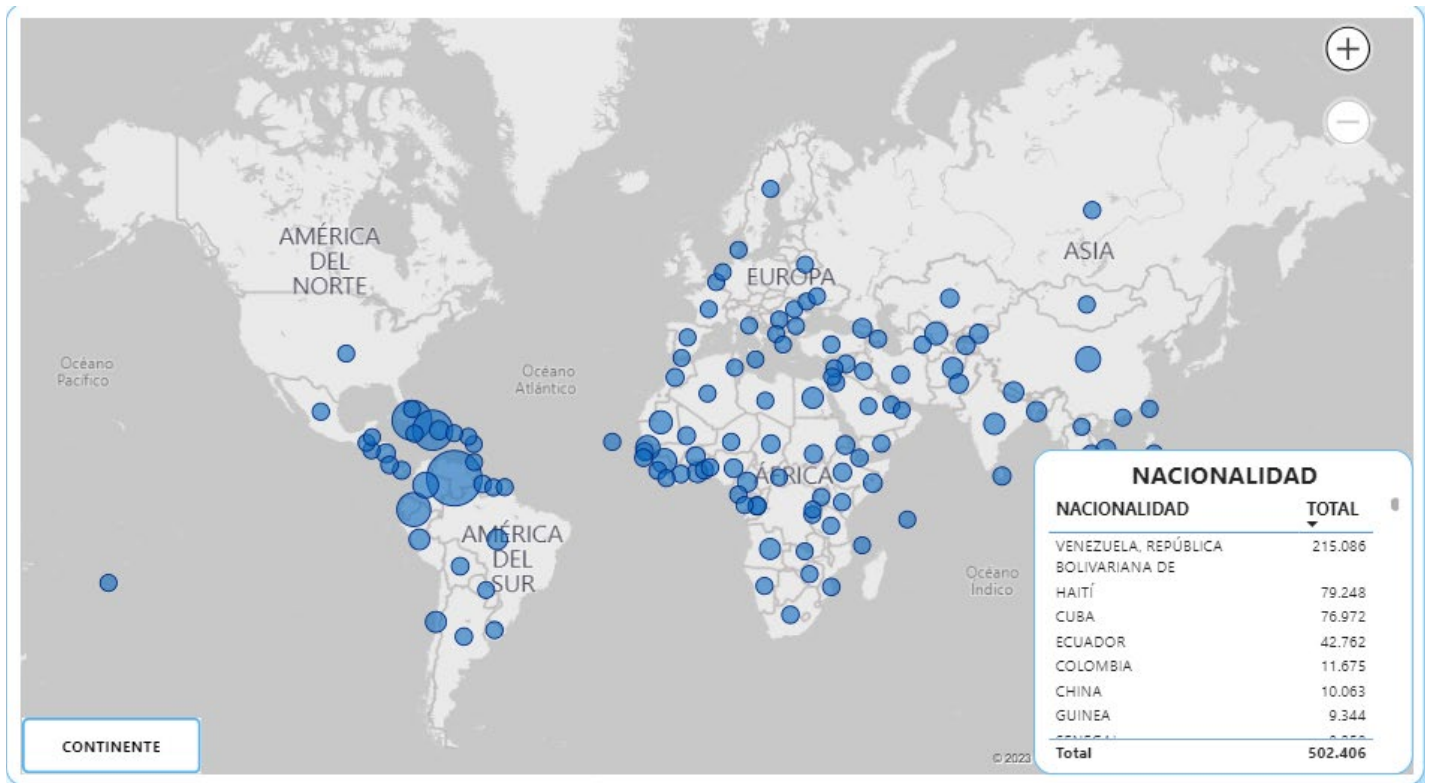 AMÉRICA
DEL
NORTE
EUROPA
ASIA
Océano
Pacífico
Océano
Atlántico
ÁFRICA
AMÉRICA
DEL
SUR
Océano
Índico
© 2023
CONTINENTE
NACIONALIDAD
NACIONALIDAD TOTAL
VENEZUELA, REPÚBLICA 215.086
BOLIVARIANA DE
HAITÍ 79.248
CUBA 76.972
ECUADOR 42.762
COLOMBIA 11.675
CHINA 10.063
GUINEA 9.344
Total 502.406